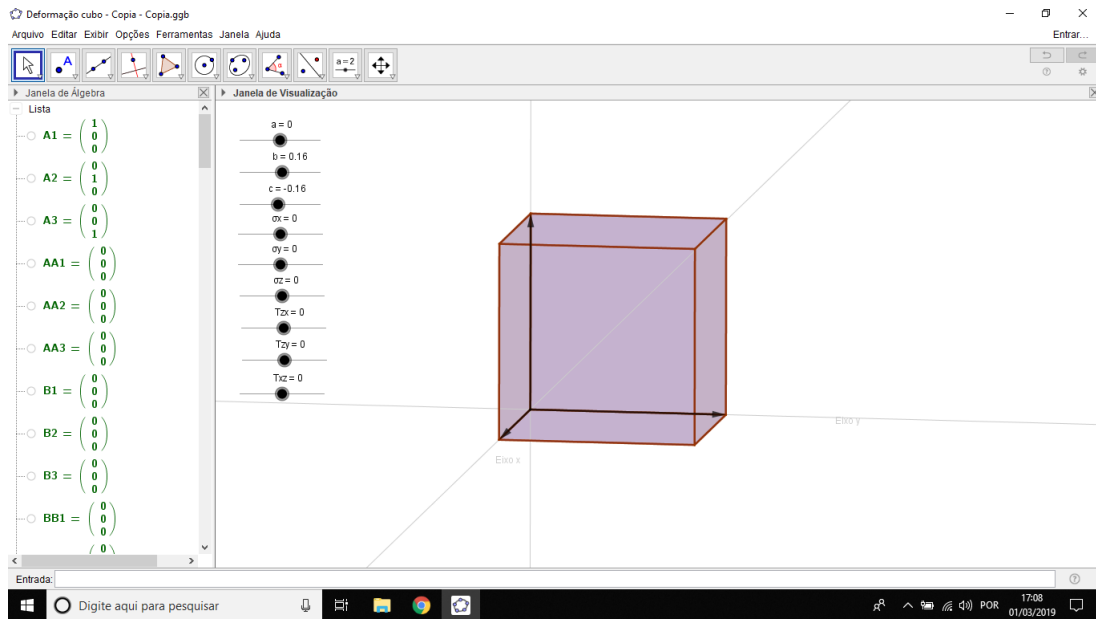 Deformação cubo - Copia - Copia.ggb
Arquivo Editar Exibir Opções Ferramentas Janela Ajuda
Entrar...
A
α
a=2
Janela de Álgebra
Janela de Visualização
Lista
A1 = ( 1 0 0 )
A2 = ( 0 1 0 )
A3 = ( 0 0 1 )
AA1 = ( 0 0 0 )
AA2 = ( 0 0 0 )
AA3 = ( 0 0 0 )
B1 = ( 0 0 0 )
B2 = ( 0 0 0 )
B3 = ( 0 0 0 )
BB1 = ( 0 0 0 )
0
a = 0
b = 0.16
c = -0.16
σx = 0
σy = 0
σz = 0
Tzx = 0
Tzy = 0
Txz = 0
Eixo y
Eixo x
Entrada:
Digite aqui para pesquisar
POR
17:08
01/03/2019